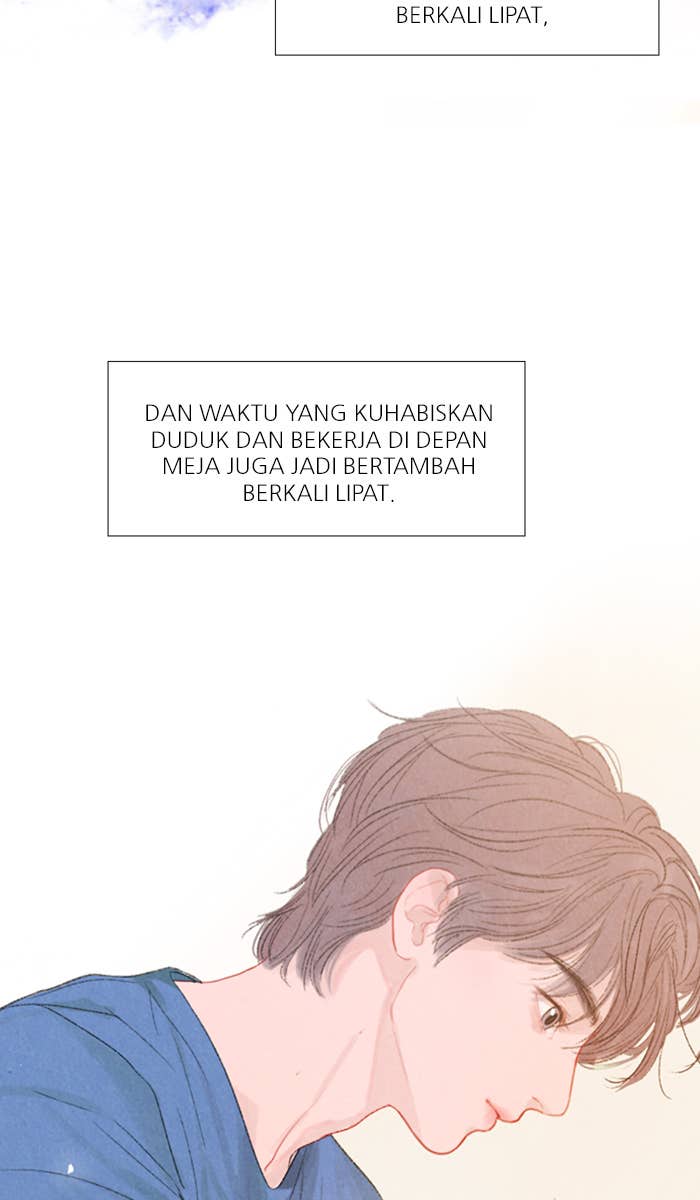 BERKALI LIPAT,
DAN WAKTU YANG KUHABISKAN
DUDUK DAN BEKERJA DI DEPAN
MEJA JUGA JADI BERTAMBAH
BERKALI LIPAT.